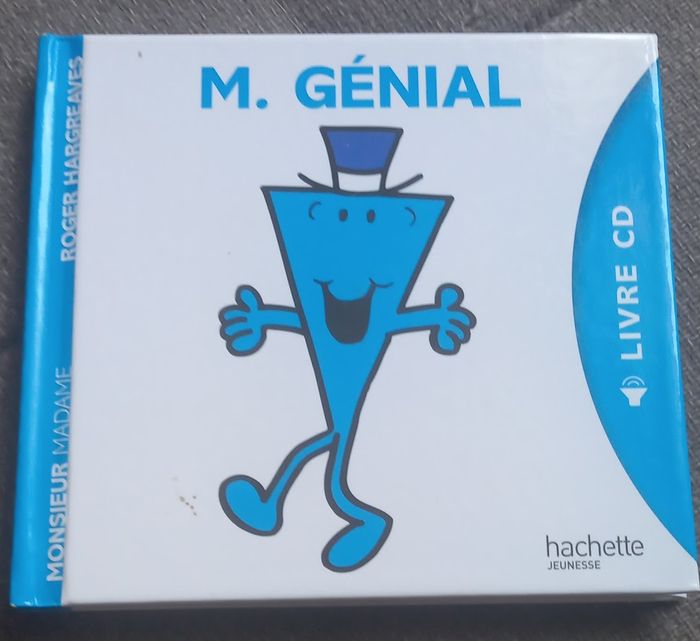 M. GÉNIAL
ROGER HARGREAVES
MONSIEUR MADAME
LIVRE CD
hachette
JEUNESSE